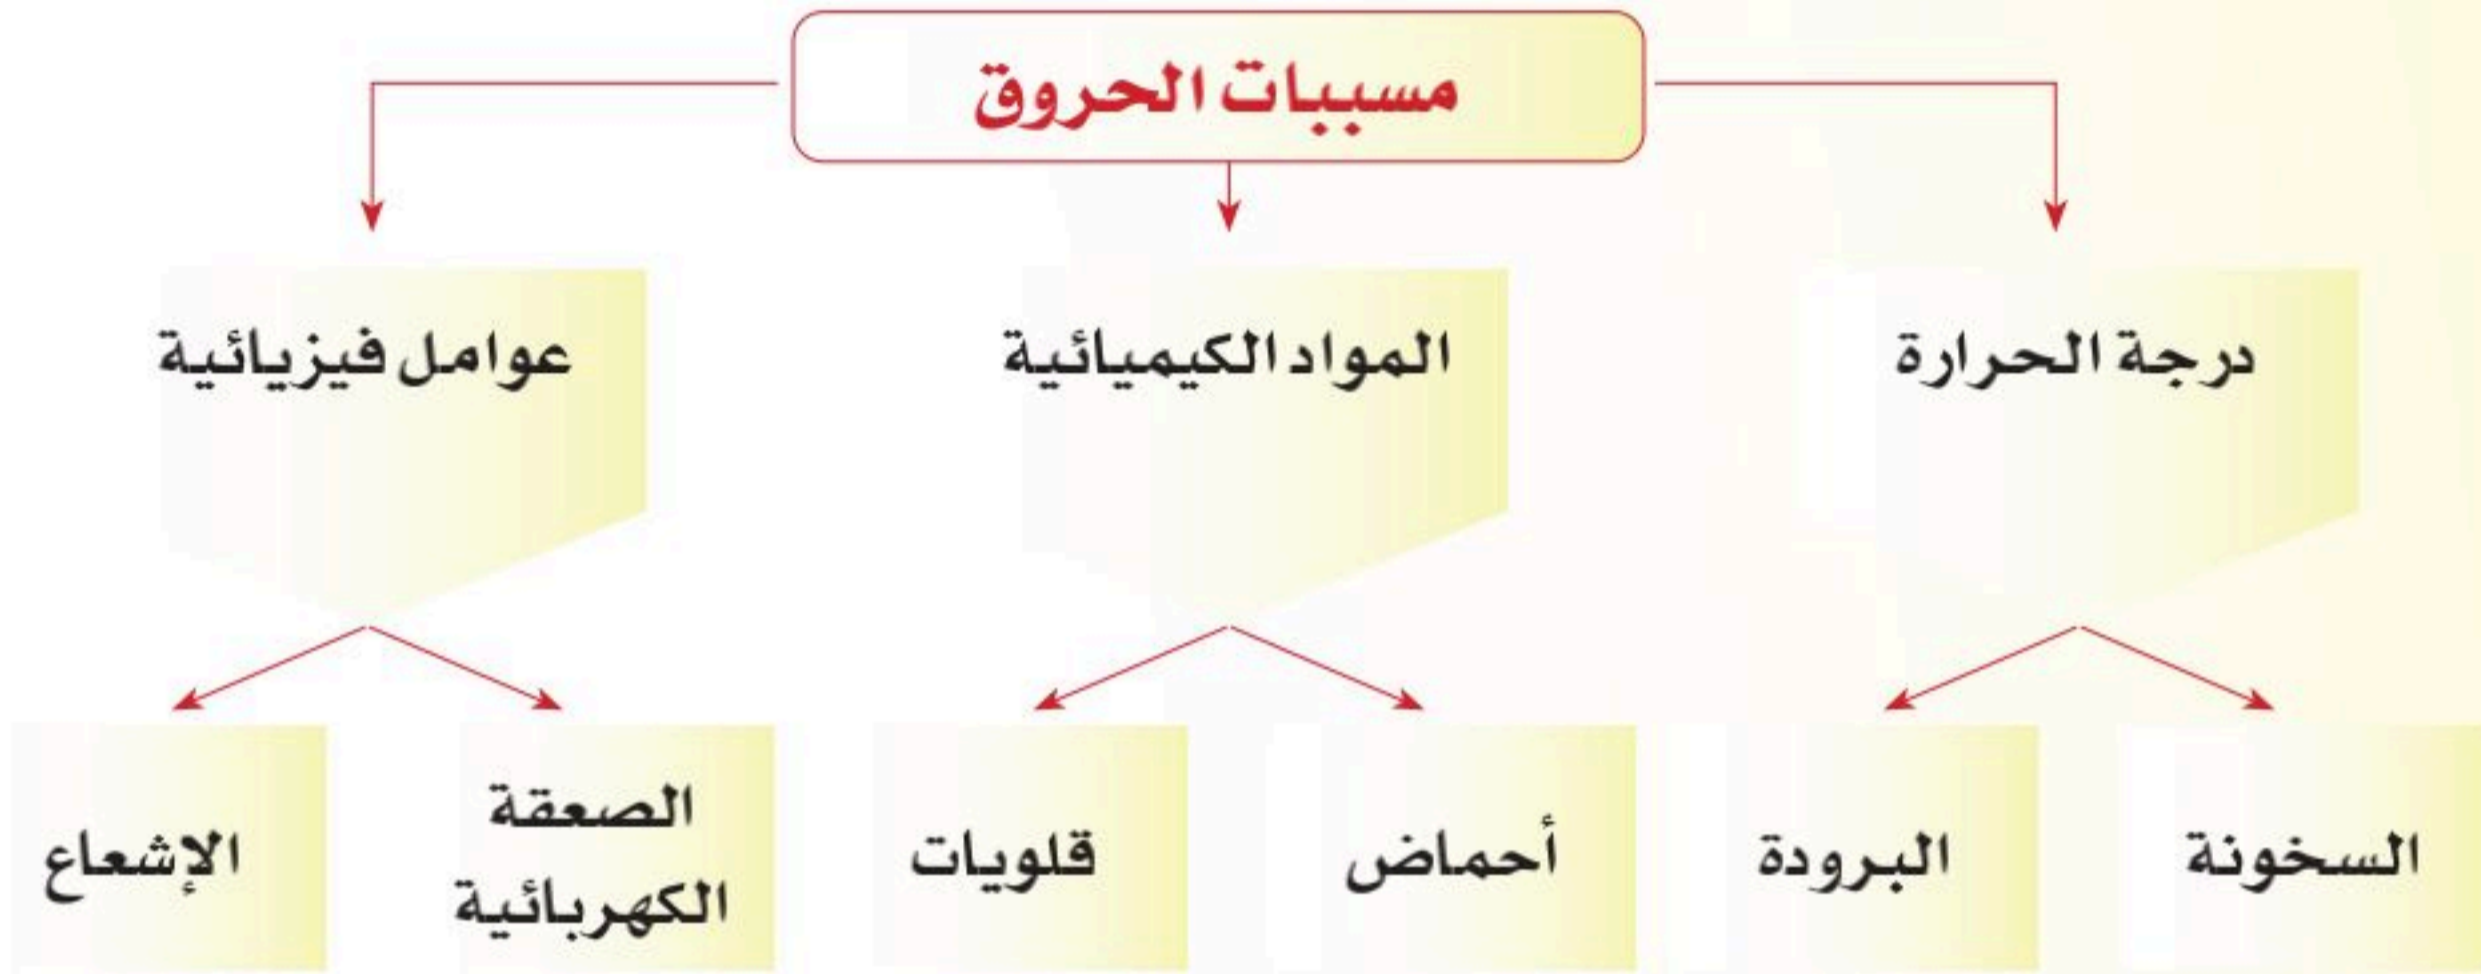 مسببات الحروق
درجة الحرارة
المواد الكيميائية
عوامل فيزيائية
السخونة
البرودة
أحماض
قلويات
الصعقة
الكهربائية
الإشعاع